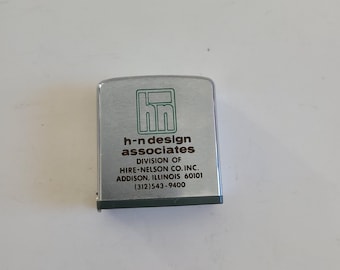 hn
h-n design
associates
DIVISION OF
HIRE-NELSON CO. INC.
ADDISON, ILLINOIS 60101
(312)543-9400